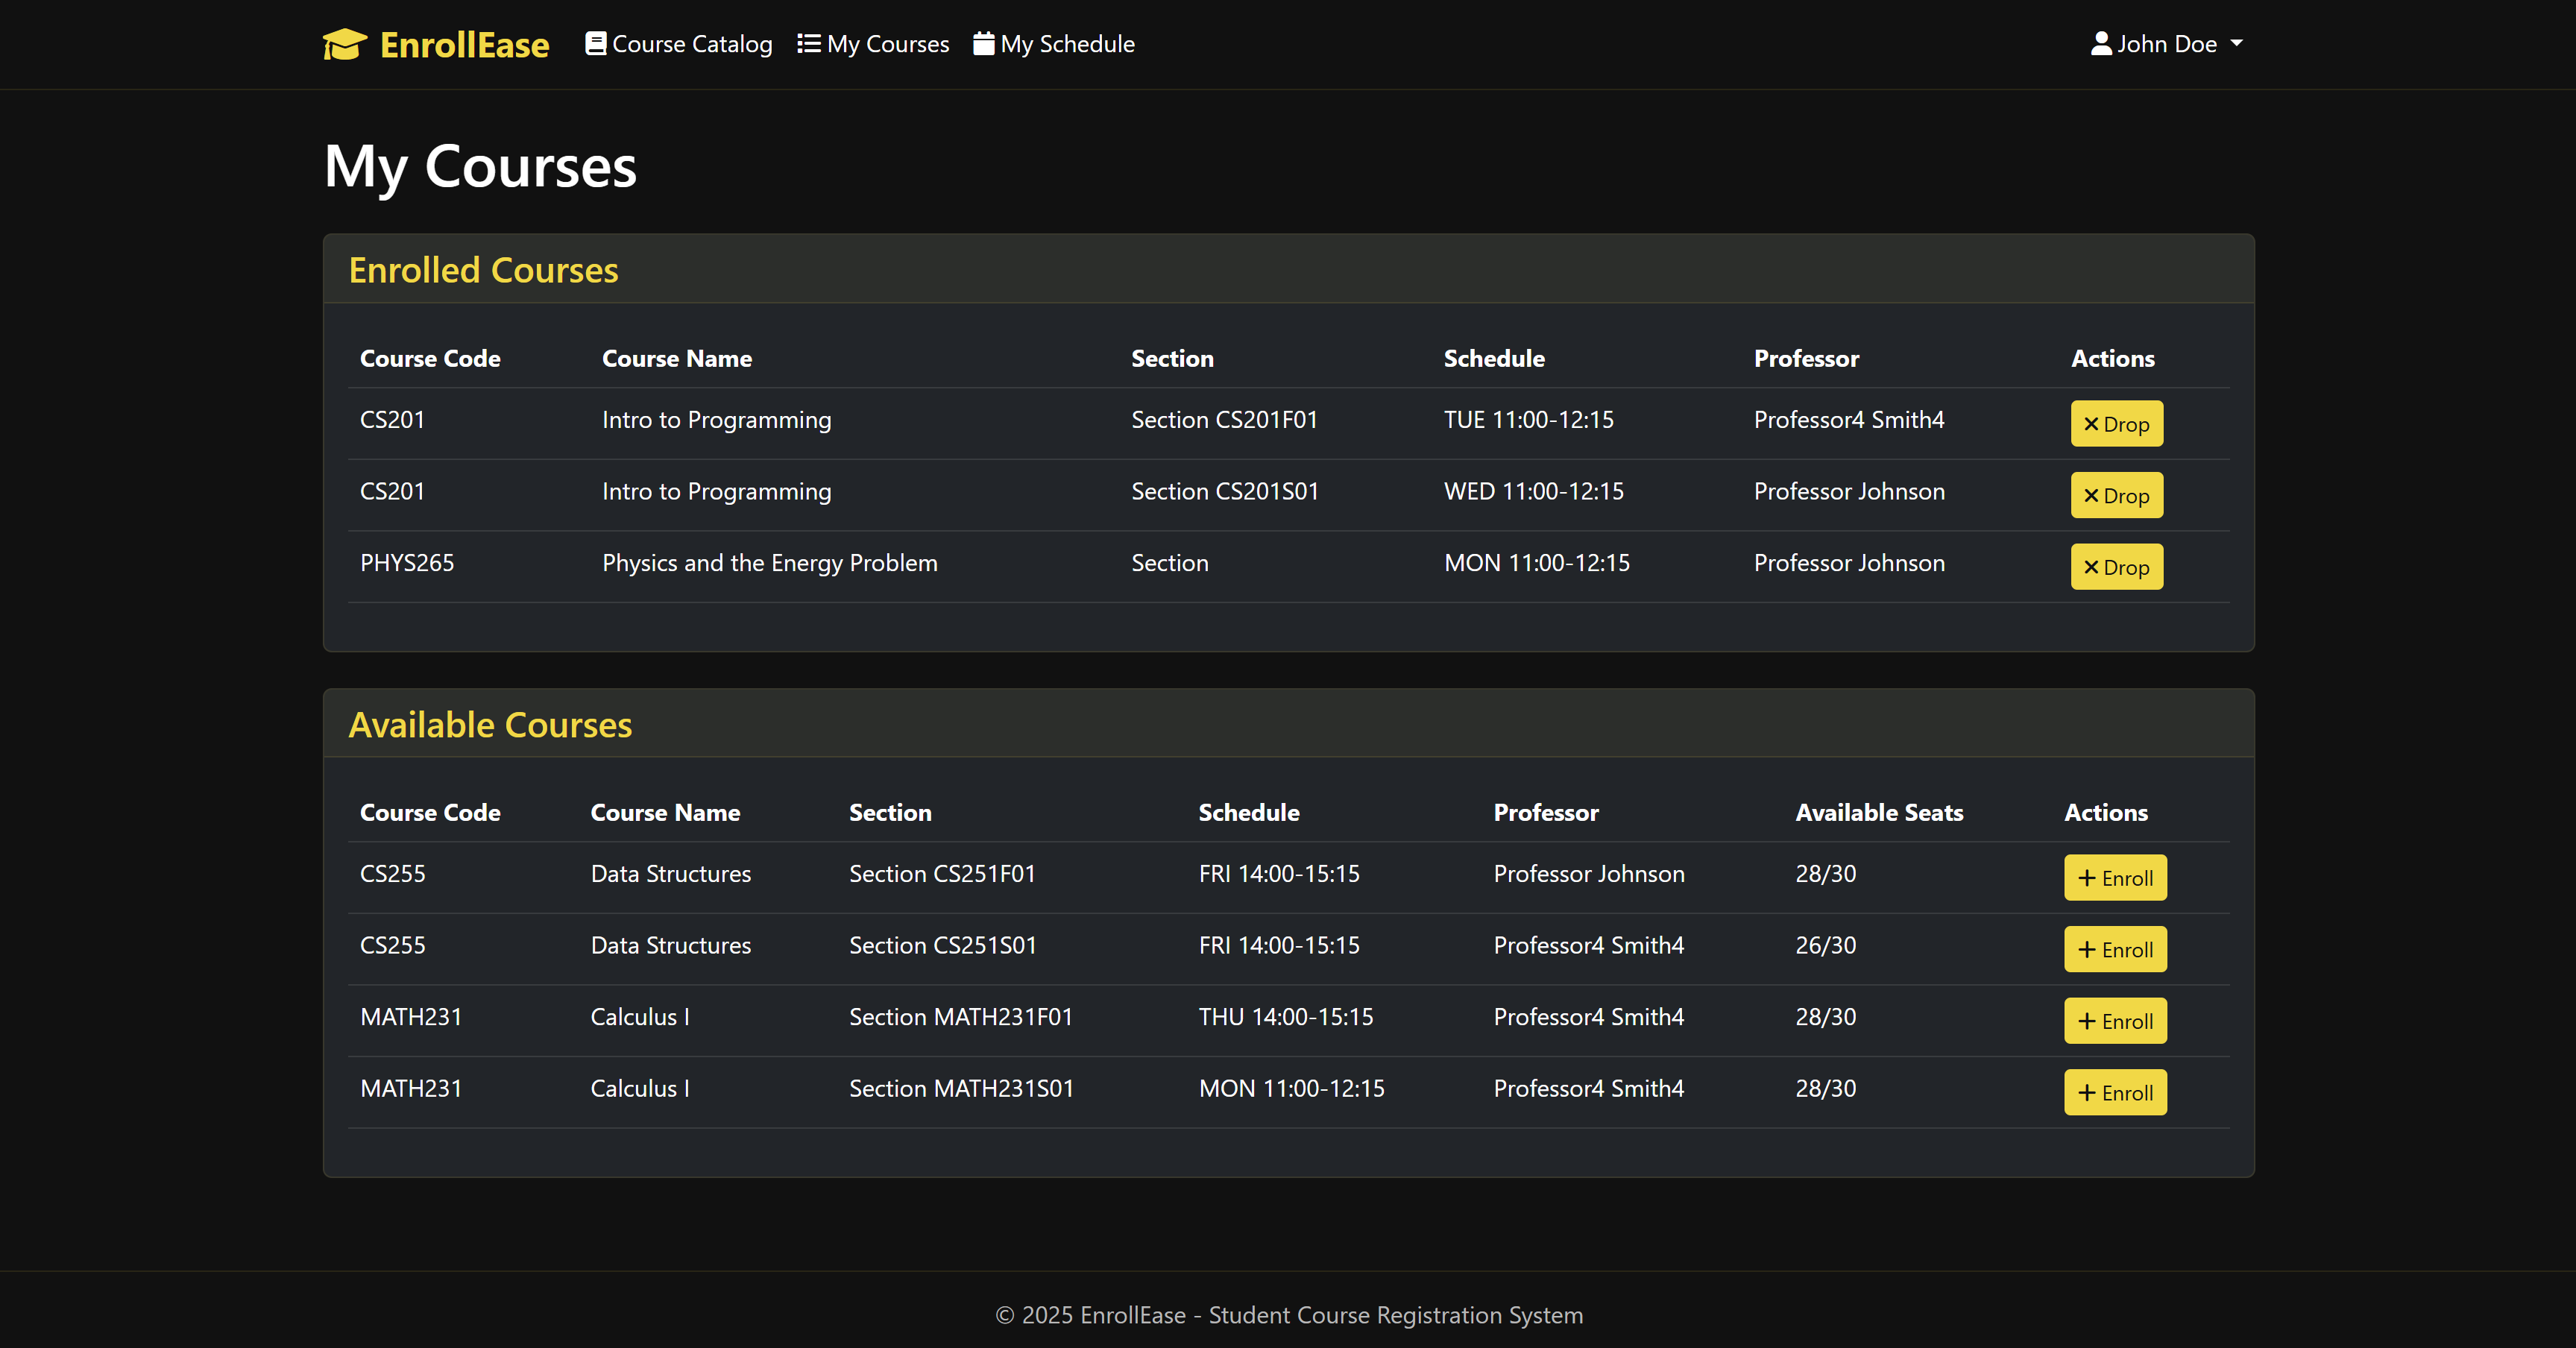 EnrollEase Course Catalog My Courses My Schedule John Doe
My Courses
Enrolled Courses
Course Code Course Name Section Schedule Professor Actions
CS201 Intro to Programming Section CS201F01 TUE 11:00-12:15 Professor4 Smith4 Drop
CS201 Intro to Programming Section CS201S01 WED 11:00-12:15 Professor Johnson Drop
PHYS265 Physics and the Energy Problem Section MON 11:00-12:15 Professor Johnson Drop
Available Courses
Course Code Course Name Section Schedule Professor Available Seats Actions
CS255 Data Structures Section CS251F01 FRI 14:00-15:15 Professor Johnson 28/30 Enroll
CS255 Data Structures Section CS251S01 FRI 14:00-15:15 Professor4 Smith4 26/30 Enroll
MATH231 Calculus I Section MATH231F01 THU 14:00-15:15 Professor4 Smith4 28/30 Enroll
MATH231 Calculus I Section MATH231S01 MON 11:00-12:15 Professor4 Smith4 28/30 Enroll
© 2025 EnrollEase - Student Course Registration System